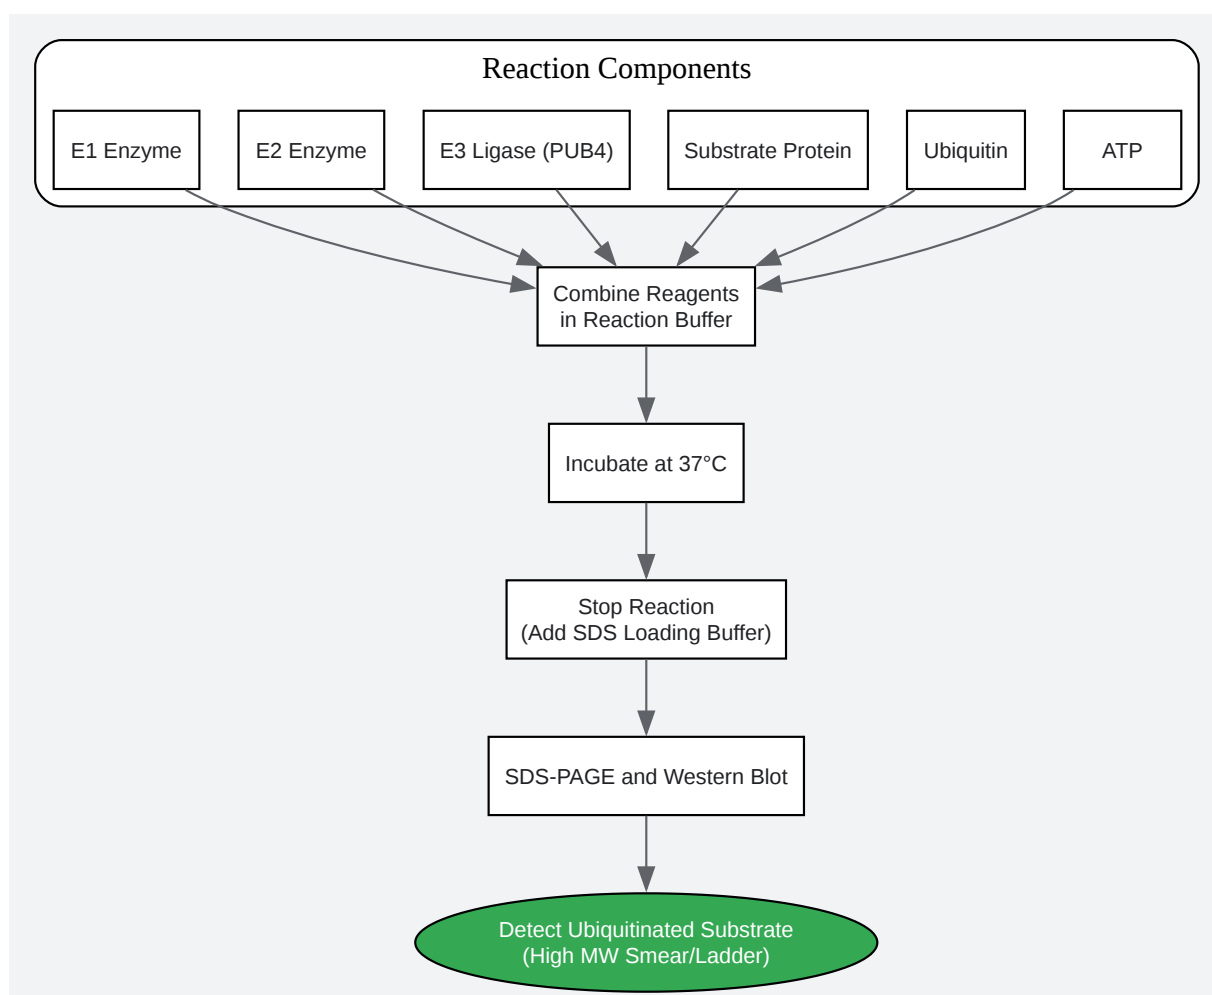 Reaction Components
E1 Enzyme
E2 Enzyme
E3 Ligase (PUB4)
Substrate Protein
Ubiquitin
ATP
Combine Reagents
in Reaction Buffer
Incubate at 37°C
Stop Reaction
(Add SDS Loading Buffer)
SDS-PAGE and Western Blot
Detect Ubiquitinated Substrate
(High MW Smear/Ladder)